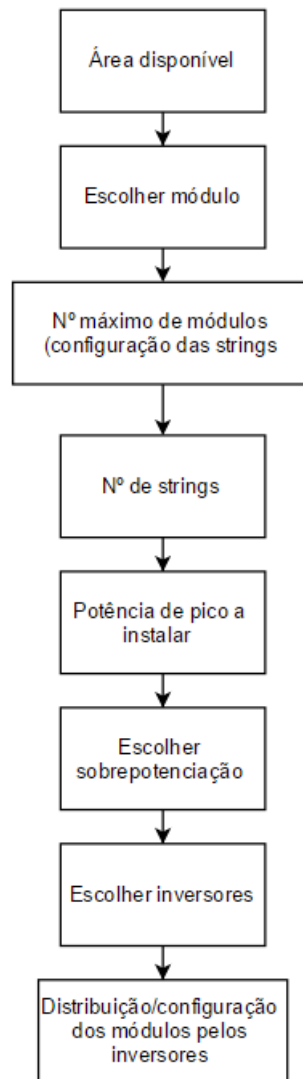 Área disponível
Escolher módulo
Nº máximo de módulos
(configuração das strings
Nº de strings
Potência de pico a
instalar
Escolher
sobrepotenciação
Escolher inversores
Distribuição/configuração
dos módulos pelos
inversores